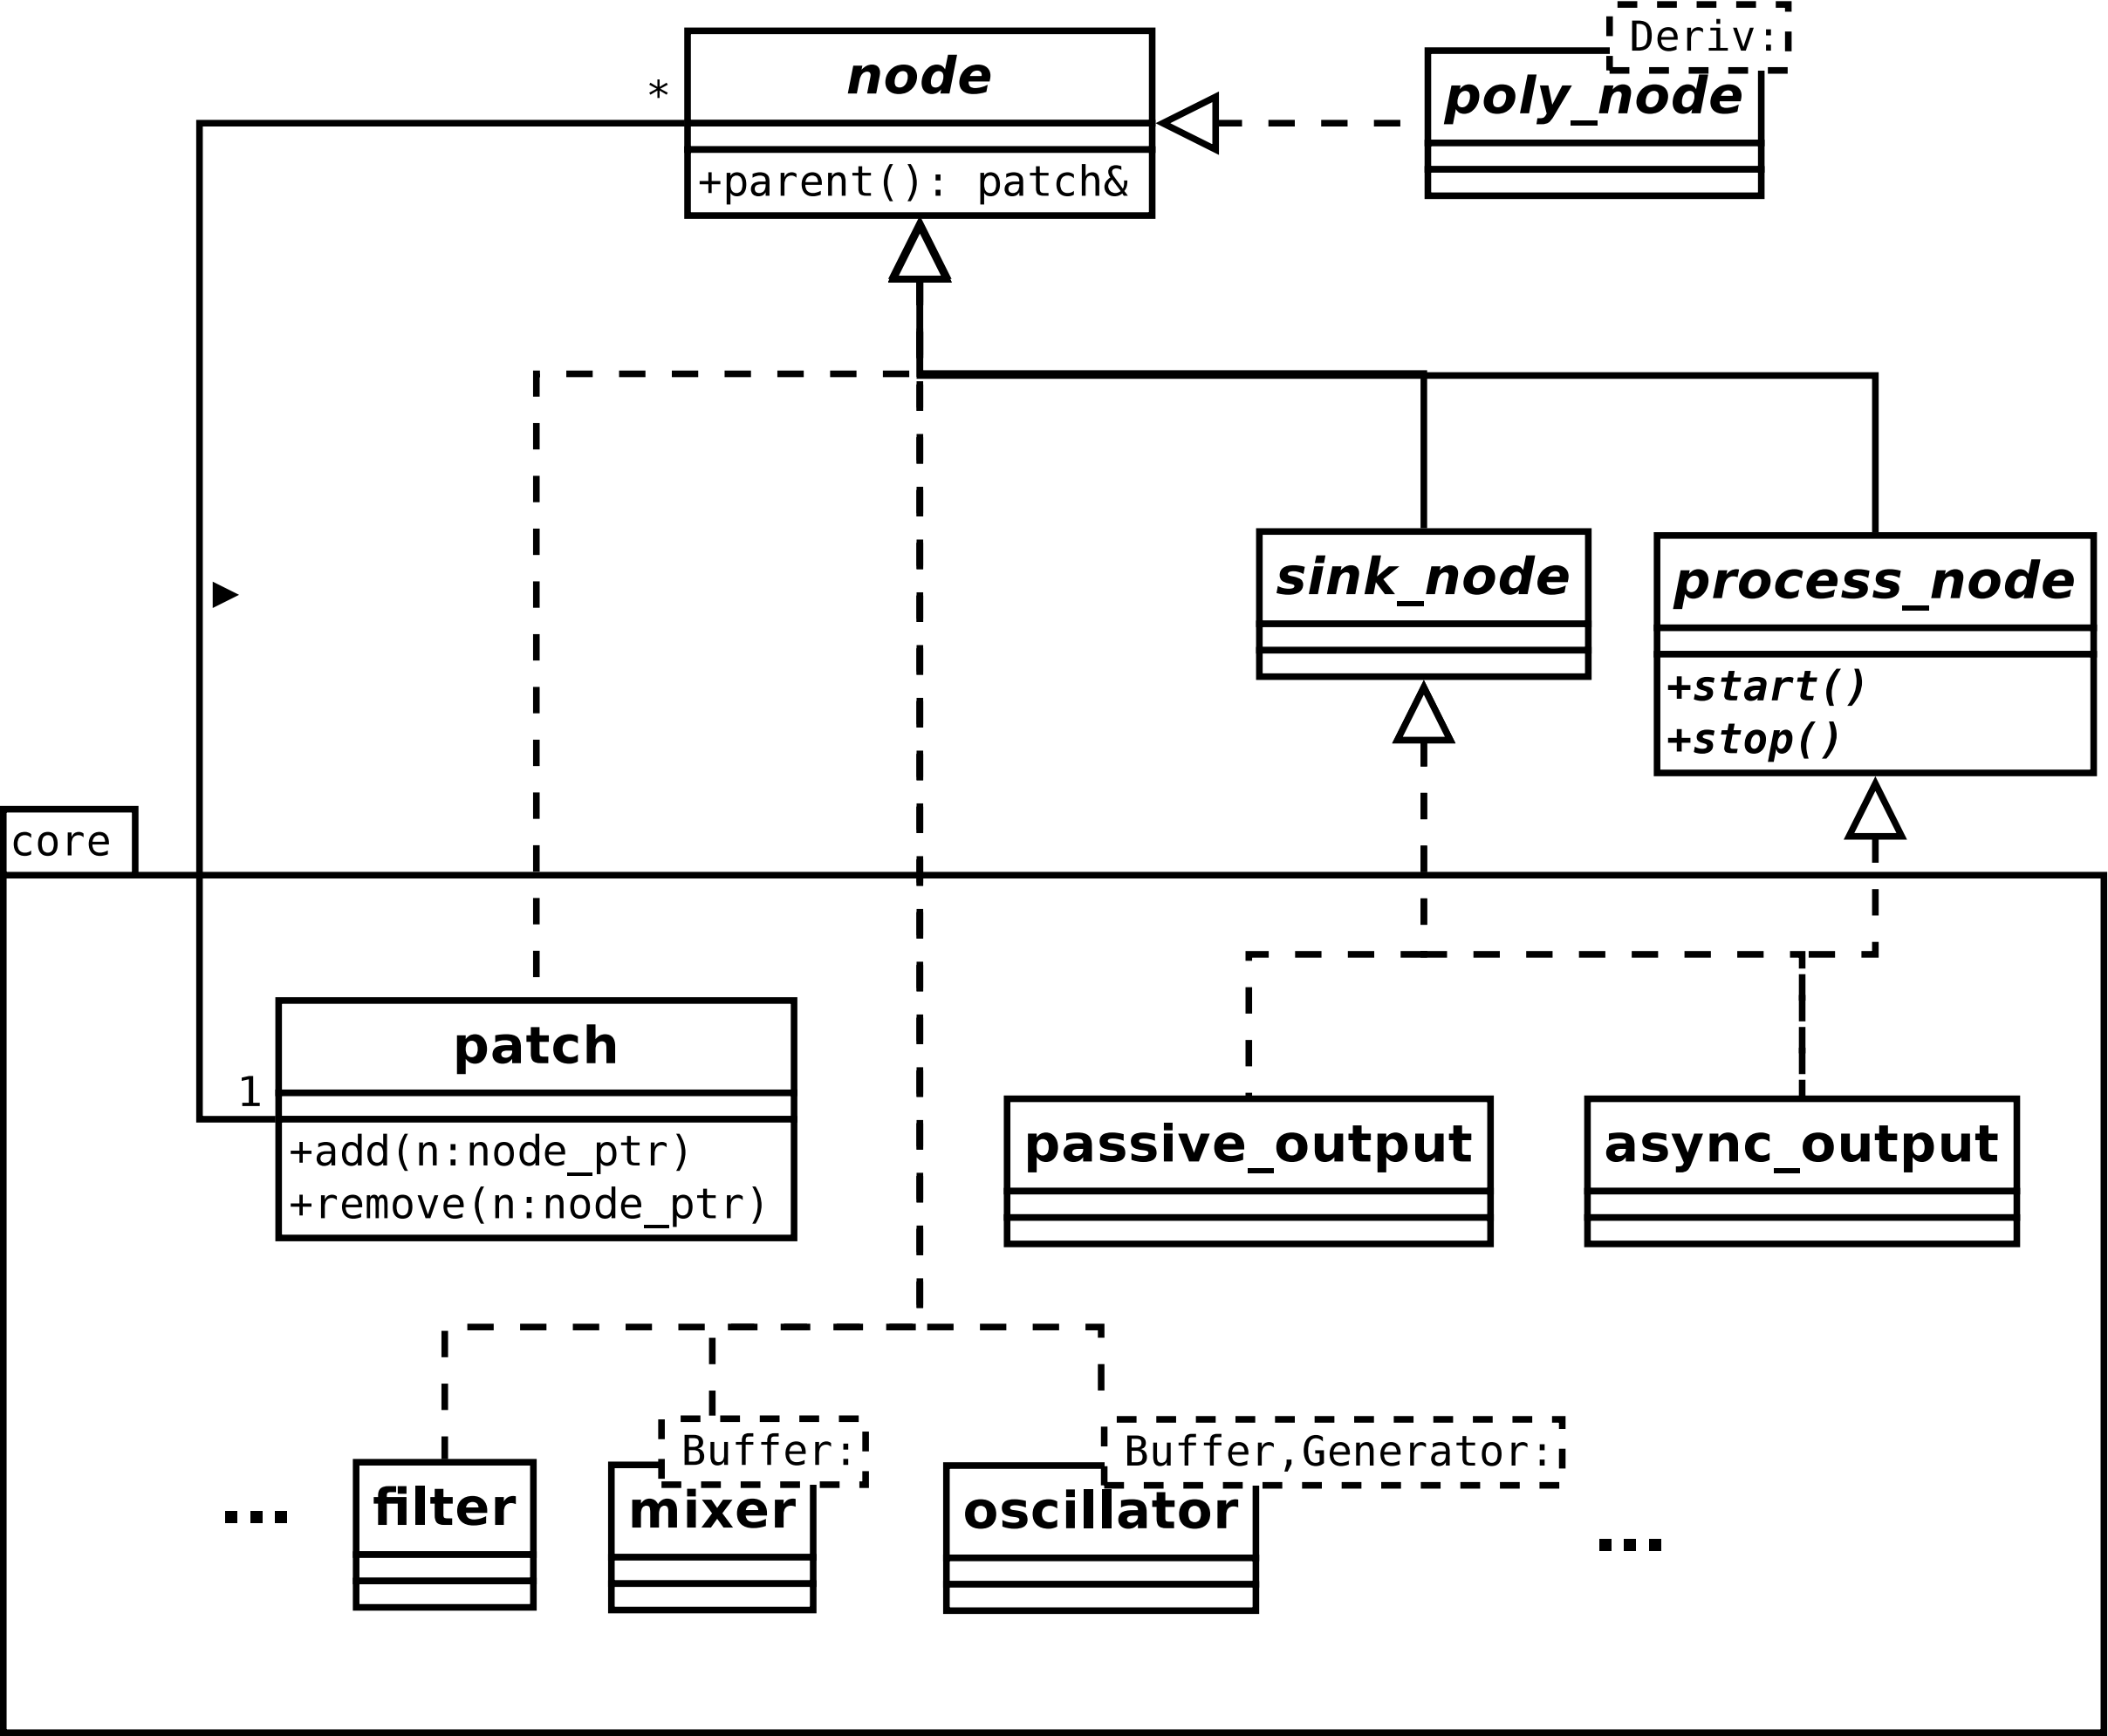 Deriv:
*
node
+parent(): patch&
poly_node
sink_node
process_node
+start()
+stop()
core
patch
1
+add(n:node_ptr)
+remove(n:node_ptr)
passive_output
async_output
Buffer:
Buffer,Generator:
...
filter
mixer
oscillator
...